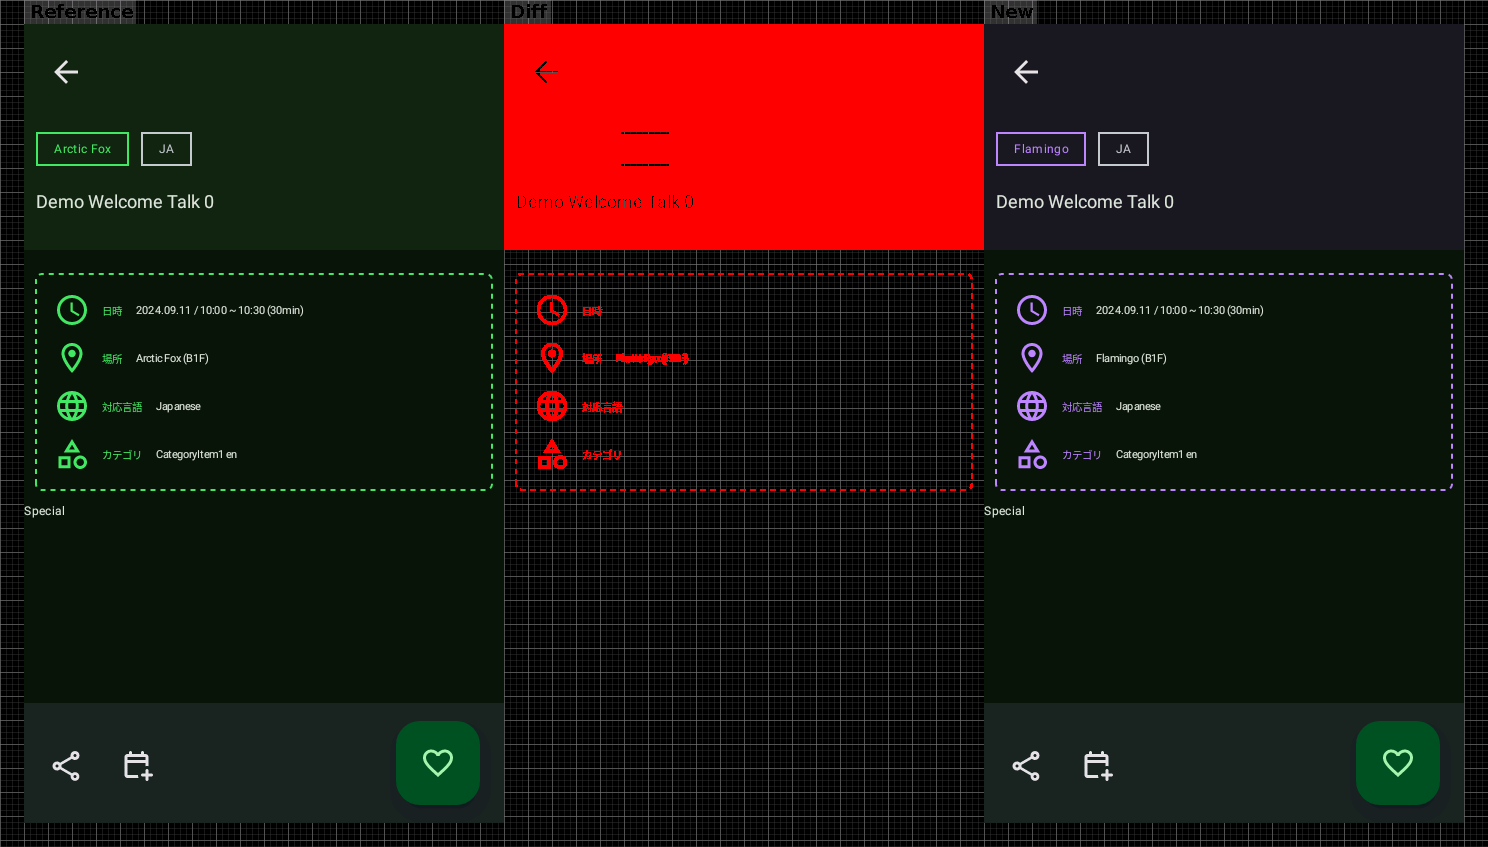 Reference
Diff
New
Arctic Fox
JA
Demo Welcome Talk 0
日時 2024.09.11 / 10:00 ~ 10:30 (30min)
場所 Arctic Fox (B1F)
対応言語 Japanese
カテゴリ CategoryItem1 en
Special
Demo Welcome Talk 0
日時
対応言語
カテゴリ
Flamingo
JA
Demo Welcome Talk 0
日時 2024.09.11 / 10:00 ~ 10:30 (30min)
場所 Flamingo (B1F)
対応言語 Japanese
カテゴリ CategoryItem1 en
Special